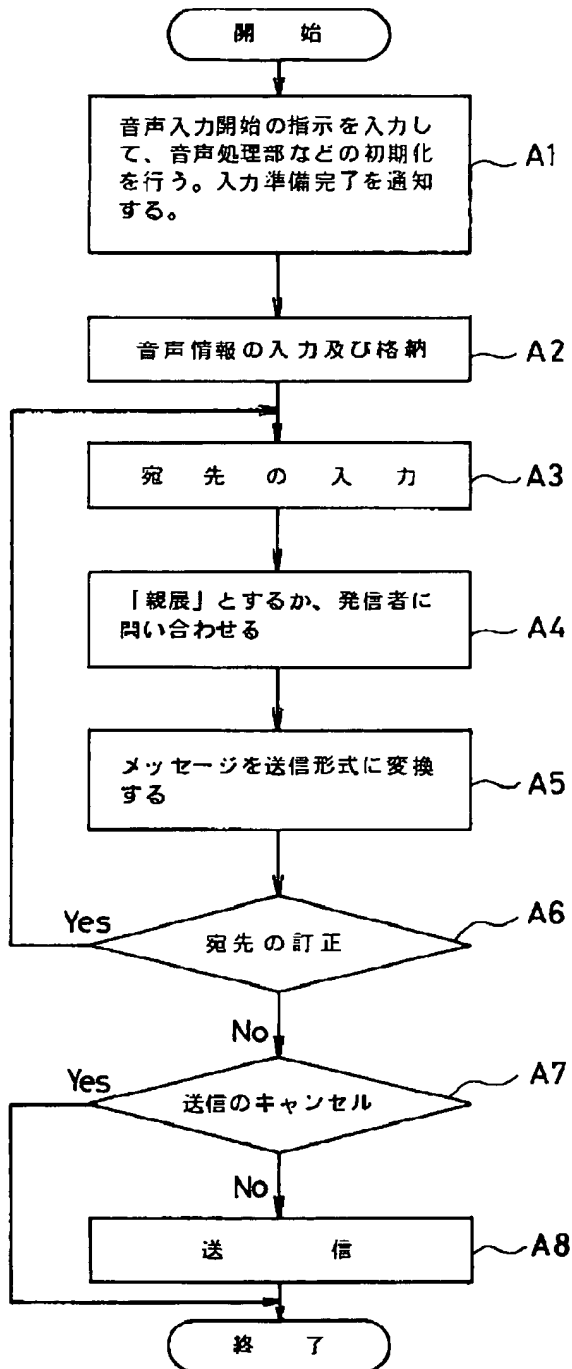 開 始
音声入力開始の指示を入力し
て、音声処理部などの初期化
を行う。入力準備完了を通知
する。
A1
音声情報の入力及び格納
A2
宛先の入力
A3
「親展」とするか、発信者に
問い合わせる
A4
メッセージを送信形式に変換
する
A5
Yes
宛先の訂正
A6
No
Yes
送信のキャンセル
A7
No
送 信
A8
終 了